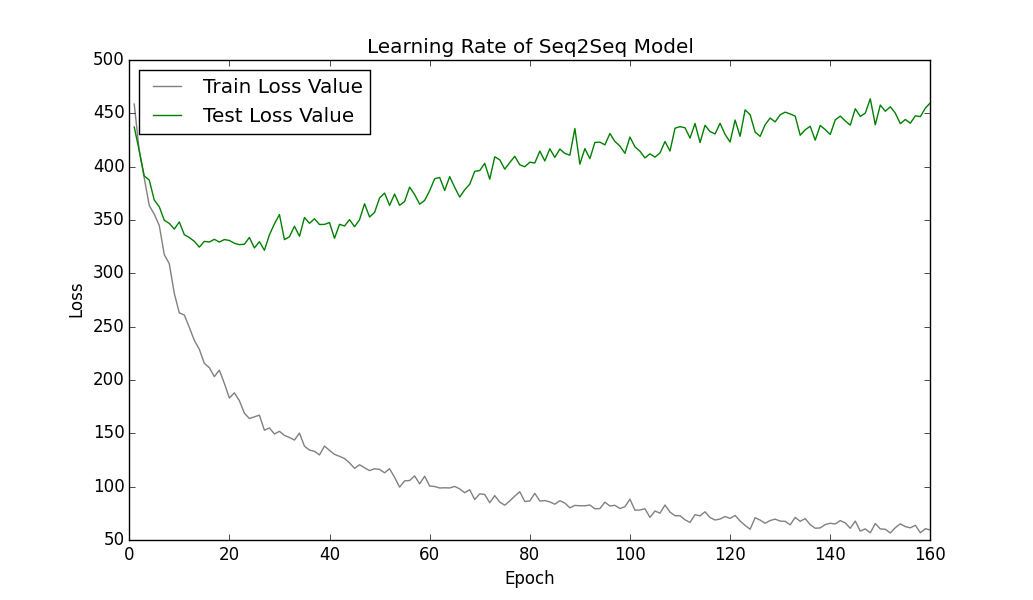 Learning Rate of Seq2Seq Model
Train Loss Value
Test Loss Value
500
450
400
350
300
250
200
150
100
50
Loss
0 20 40 60 80 100 120 140 160
Epoch